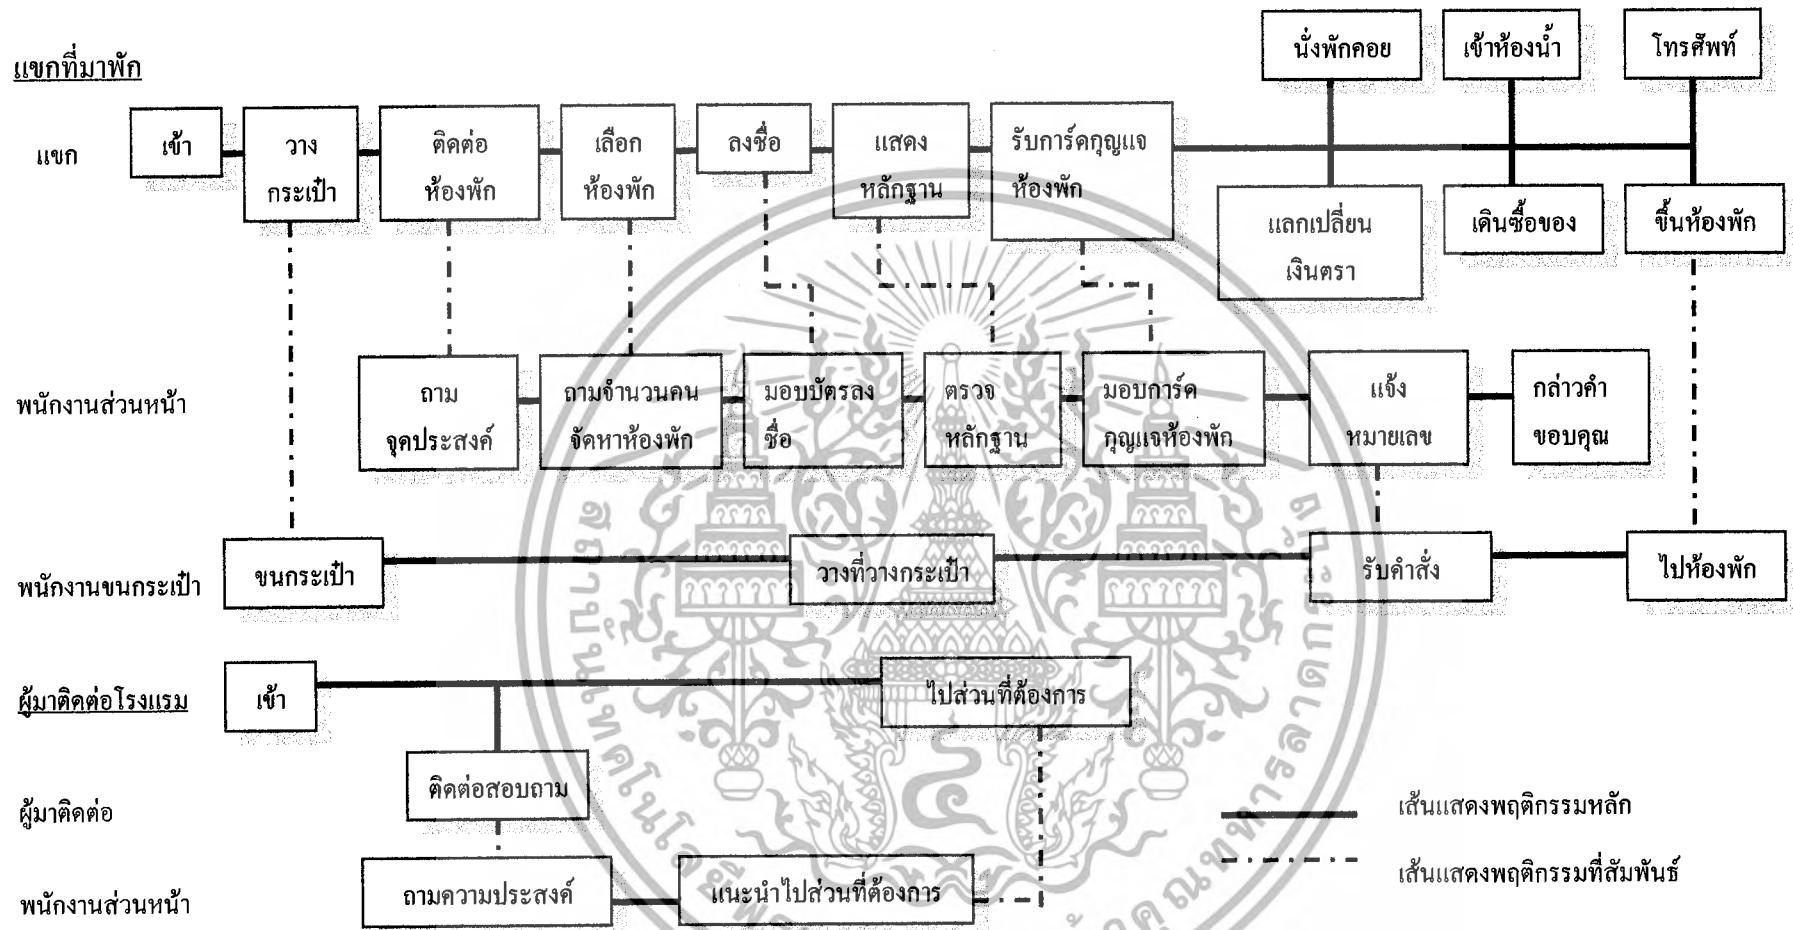 แขกที่มาพัก
นั่งพักคอย
เข้าห้องน้ำ
โทรศัพท์
แขก
เข้า
วาง
กระเป๋า
ติดต่อ
ห้องพัก
เลือก
ห้องพัก
ลงชื่อ
แสดง
หลักฐาน
รับการ์ดกุญแจ
ห้องพัก
แลกเปลี่ยน
เงินตรา
เดินซื้อของ
ขึ้นห้องพัก
พนักงานส่วนหน้า
ถาม
จุดประสงค์
ถามจำนวนคน
จัดหาห้องพัก
มอบบัตรลง
ชื่อ
ตรวจ
หลักฐาน
มอบการ์ด
กุญแจห้องพัก
แจ้ง
หมายเลข
กล่าวคำ
ขอบคุณ
พนักงานขนกระเป๋า
ขนกระเป๋า
วางที่วางกระเป๋า
รับคำสั่ง
ไปห้องพัก
ผู้มาติดต่อโรงแรม
เข้า
ไปส่วนที่ต้องการ
ผู้มาติดต่อ
ติดต่อสอบถาม
พนักงานส่วนหน้า
ถามความประสงค์
แนะนำไปส่วนที่ต้องการ
เส้นแสดงพฤติกรรมหลัก
เส้นแสดงพฤติกรรมที่สัมพันธ์